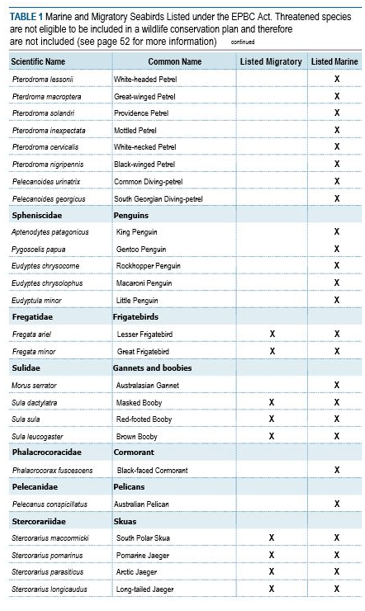 TABLE 1 Marine and Migratory Seabirds Listed under the EPBC Act. Threatened species
are not eligible to be included in a wildlife conservation plan and therefore
are not included (see page 52 for more information) continued
Scientific Name Common Name Listed Migratory Listed Marine
Pterodroma lessonii White-headed Petrel X
Pterdroma macroptera Great-winged Petrel X
Pterodroma solandri Providence Petrel X
Pterodroma inexpectata Mottled Petrel X
Pterodroma cervicalis White-necked Petrel X
Pterodroma nigripennis Black-winged Petrel X
Pelecanoides urinatrix Common Diving-petrel X
Pelecanoides georgicus South Georgian Diving-petrel X
Spheniscidae Penguins
Aptenodytes patagonicus King Penguin X
Pygoscelis papua Gentoo Penguin X
Eudyptes chrysocome Rockhopper Penguin X
Eudyptes chrysolophus Macaroni Penguin X
Eudyptula minor Little Penguin X
Fregatidae Frigatebirds
Fregata ariel Lesser Frigatebird X X
Fregata minor Great Frigatebird X X
Sulidae Gannets and boobies
Morus serrator Australasian Gannet X
Sula dactylatra Masked Booby X X
Sula sula Red-footed Booby X X
Sula leucogaster Brown Booby X X
Phalacrocoracidae Cormorant
Phalacrocorax fuscescens Black-faced Cormorant X
Pelecanidae Pelicans
Pelecanus conspicillatus Australian Pelican X
Stercorariidae Skuas
Stercorarius maccormicki South Polar Skua X X
Stercorarius pomarinus Pomarine Jaeger X X
Stercorarius parasiticus Arctic Jaeger X X
Stercorarius longicaudus Long-tailed Jaeger X X